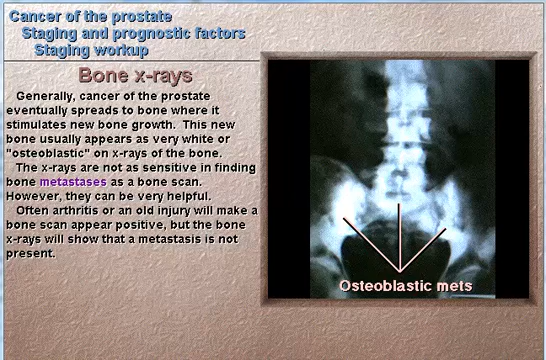 Cancer of the prostate
Staging and prognostic factors
Staging workup
Bone x-rays
Generally, cancer of the prostate
eventually spreads to bone where it
stimulates new bone growth. This new
bone usually appears as very white or
"osteoblastic" on x-rays of the bone.
The x-rays are not as sensitive in finding
bone metastases as a bone scan.
However, they can be very helpful.
Often arthritis or an old injury will make a
bone scan appear positive, but the bone
x-rays will show that a metastasis is not
present.
Osteoblastic mets